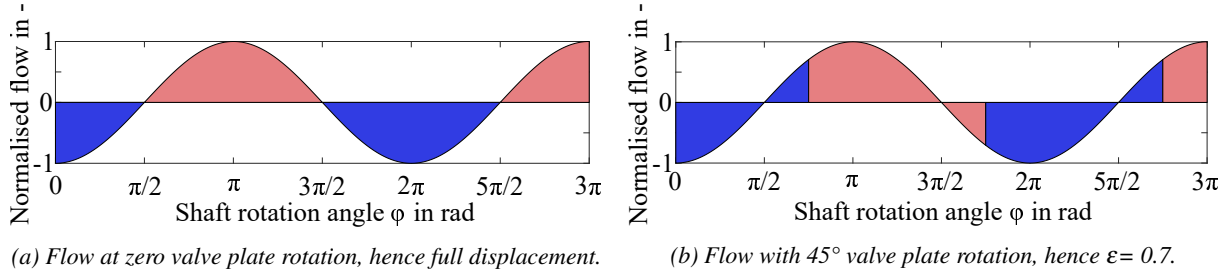 Normalised flow in -
1
0
-1
0
π/2
π
3π/2
2π
5π/2
3π
Shaft rotation angle φ in rad
(a) Flow at zero valve plate rotation, hence full displacement.
Normalised flow in -
1
0
-1
0
π/2
π
3π/2
2π
5π/2
3π
Shaft rotation angle φ in rad
(b) Flow with 45° valve plate rotation, hence ε= 0.7.